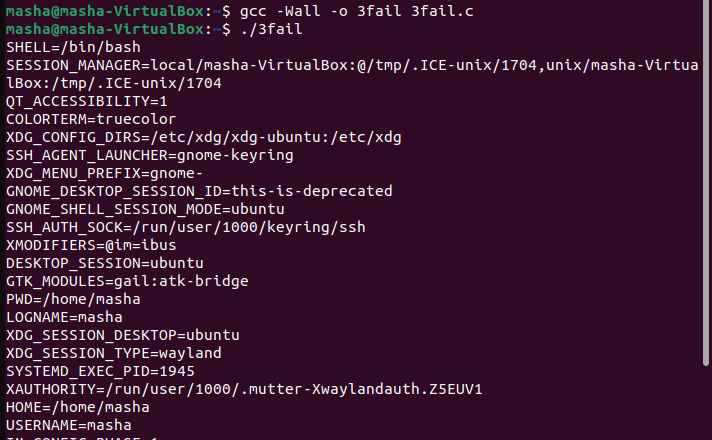 masha@masha-VirtualBox:~$ gcc -Wall -o 3fail 3fail.c
masha@masha-VirtualBox:~$ ./3fail
SHELL=/bin/bash
SESSION_MANAGER=local/masha-VirtualBox:@/tmp/.ICE-unix/1704,unix/masha-Virtua
lBox:/tmp/.ICE-unix/1704
QT_ACCESSIBILITY=1
COLORTERM=truecolor
XDG_CONFIG_DIRS=/etc/xdg/xdg-ubuntu:/etc/xdg
SSH_AGENT_LAUNCHER=gnome-keyring
XDG_MENU_PREFIX=gnome-
GNOME_DESKTOP_SESSION_ID=this-is-deprecated
GNOME_SHELL_SESSION_MODE=ubuntu
SSH_AUTH_SOCK=/run/user/1000/keyring/ssh
XMODIFIERS=@im=ibus
DESKTOP_SESSION=ubuntu
GTK_MODULES=gail:atk-bridge
PWD=/home/masha
LOGNAME=masha
XDG_SESSION_DESKTOP=ubuntu
XDG_SESSION_TYPE=wayland
SYSTEMD_EXEC_PID=1945
XAUTHORITY=/run/user/1000/.mutter-Xwaylandauth.Z5EUV1
HOME=/home/masha
USERNAME=masha
IM_CONFIG_PHASE=1